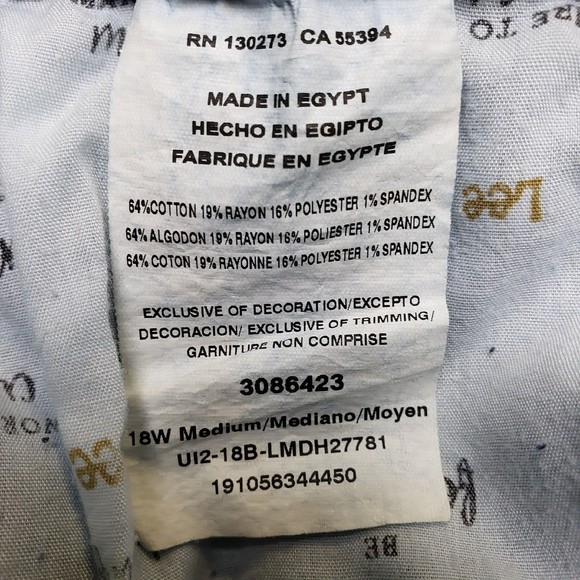 RE TO
RN 130273 CA 55394
MADE IN EGYPT
HECHO EN EGIPTO
FABRIQUE EN EGYPTE
Lee
64%COTTON 19% RAYON 16% POLYESTER 1% SPANDEX
64% ALGODON 19% RAYON 16% POLIESTER 1% SPANDEX
64% COTON 19% RAYONNE 16% POLYESTER 1% SPANDEX
EXCLUSIVE OF DECORATION/EXCEPTO
DECORACION/ EXCLUSIVE OF TRIMMING/
GARNITURE NON COMPRISE
3086423
18W Medium/Mediano/Moyen
UI2-18B-LMDH27781
191056344450
BE